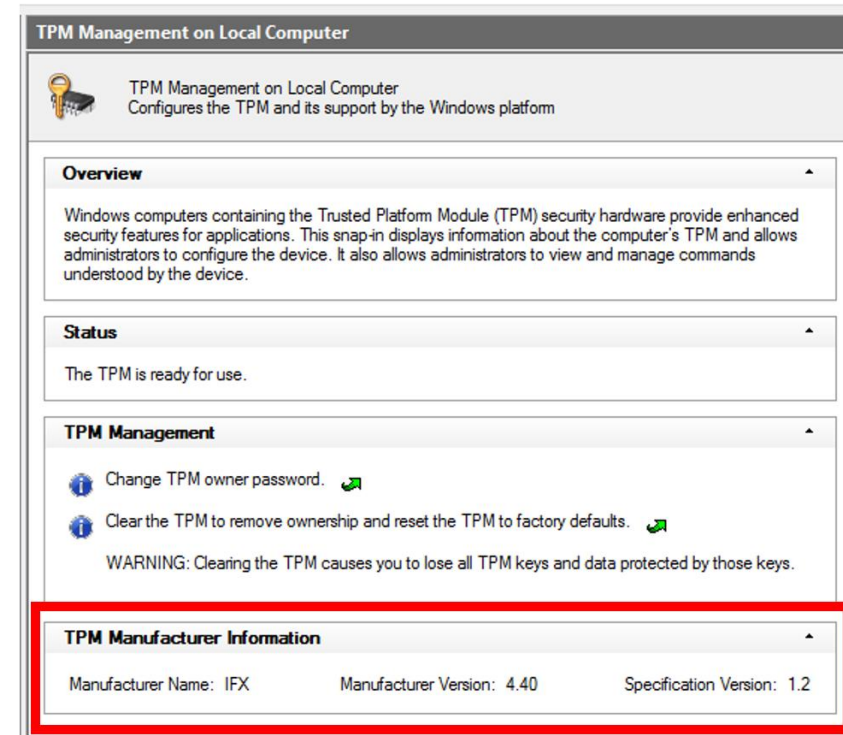 TPM Management on Local Computer
TPM Management on Local Computer
Configures the TPM and its support by the Windows platform
Overview
Windows computers containing the Trusted Platform Module (TPM) security hardware provide enhanced
security features for applications. This snap-in displays information about the computer's TPM and allows
administrators to configure the device. It also allows administrators to view and manage commands
understood by the device.
Status
The TPM is ready for use.
TPM Management
Change TPM owner password.
Clear the TPM to remove ownership and reset the TPM to factory defaults.
WARNING: Clearing the TPM causes you to lose all TPM keys and data protected by those keys.
TPM Manufacturer Information
Manufacturer Name: IFX Manufacturer Version: 4.40 Specification Version: 1.2